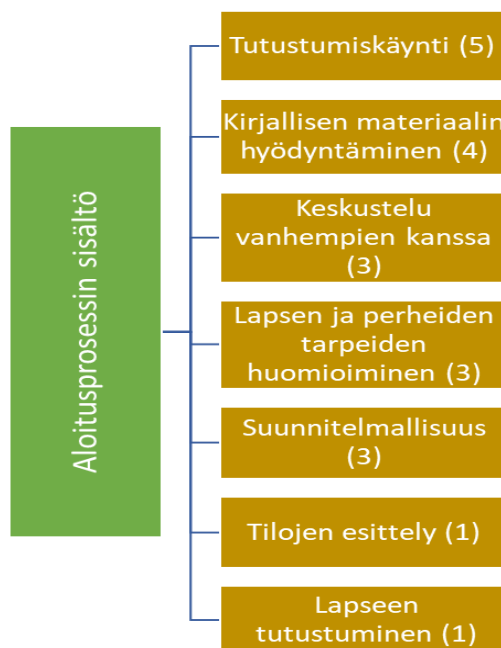 Aloitusprosessin sisältö
Tutustumiskäynti (5)
Kirjallisen materiaalin
hyödyntäminen (4)
Keskustelu
vanhempien kanssa
(3)
Lapsen ja perheiden
tarpeiden
huomioiminen (3)
Suunnitelmallisuus
(3)
Tilojen esittely (1)
Lapseen
tutustuminen (1)